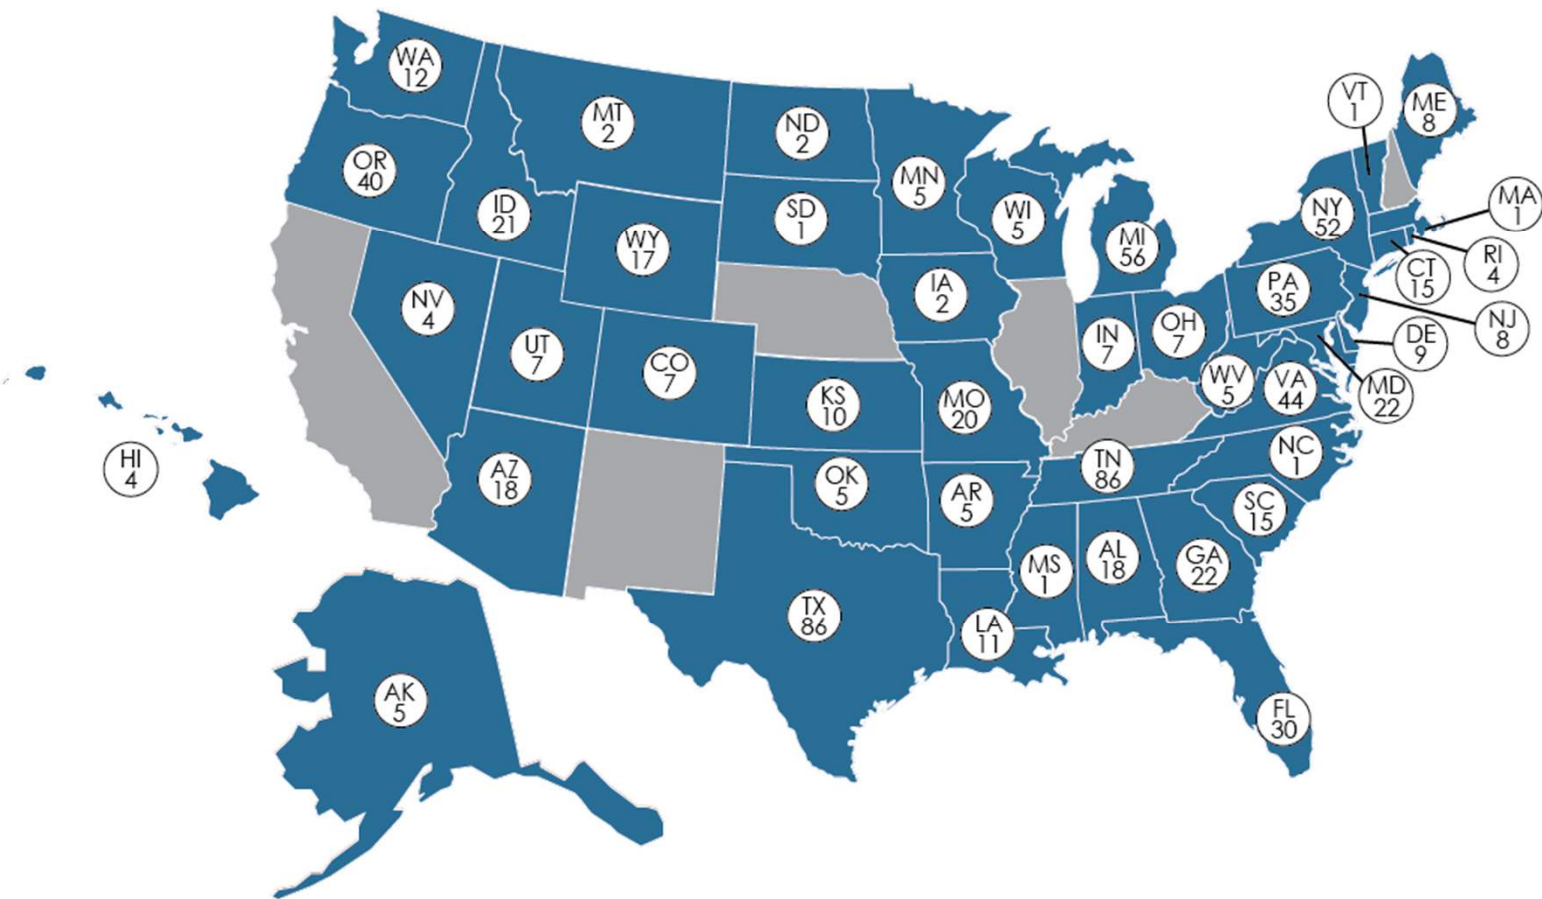 WA
12
MT
2
ND
2
MN
5
VT
1
ME
8
OR
40
ID
21
WY
17
SD
1
WI
5
MI
56
NY
52
MA
1
RI
4
CT
15
NV
4
UT
7
CO
7
IA
2
IN
7
OH
7
PA
35
NJ
8
DE
9
MD
22
WV
5
VA
44
KS
10
MO
20
HI
4
AZ
18
OK
5
AR
5
TN
86
NC
1
SC
15
TX
86
LA
11
MS
1
AL
18
GA
22
AK
5
FL
30